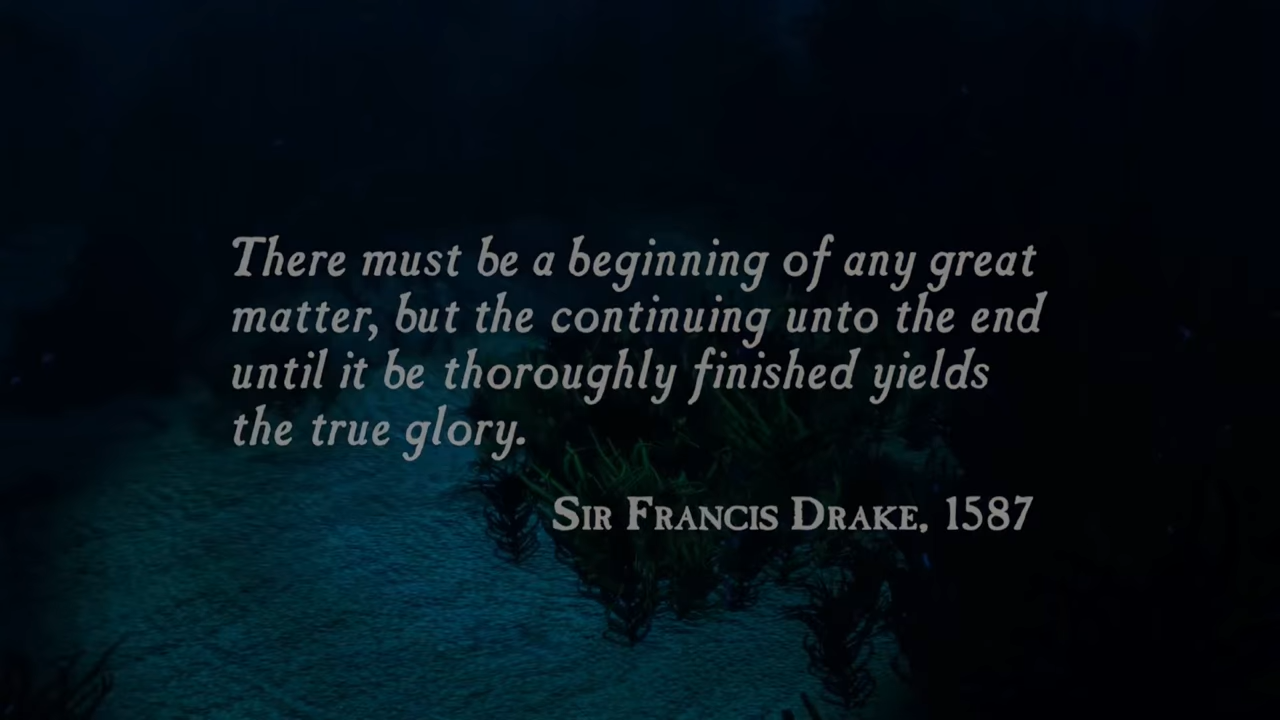 There must be a beginning of any great
matter, but the continuing unto the end
until it be thoroughly finished yields
the true glory.
Sir Francis Drake, 1587